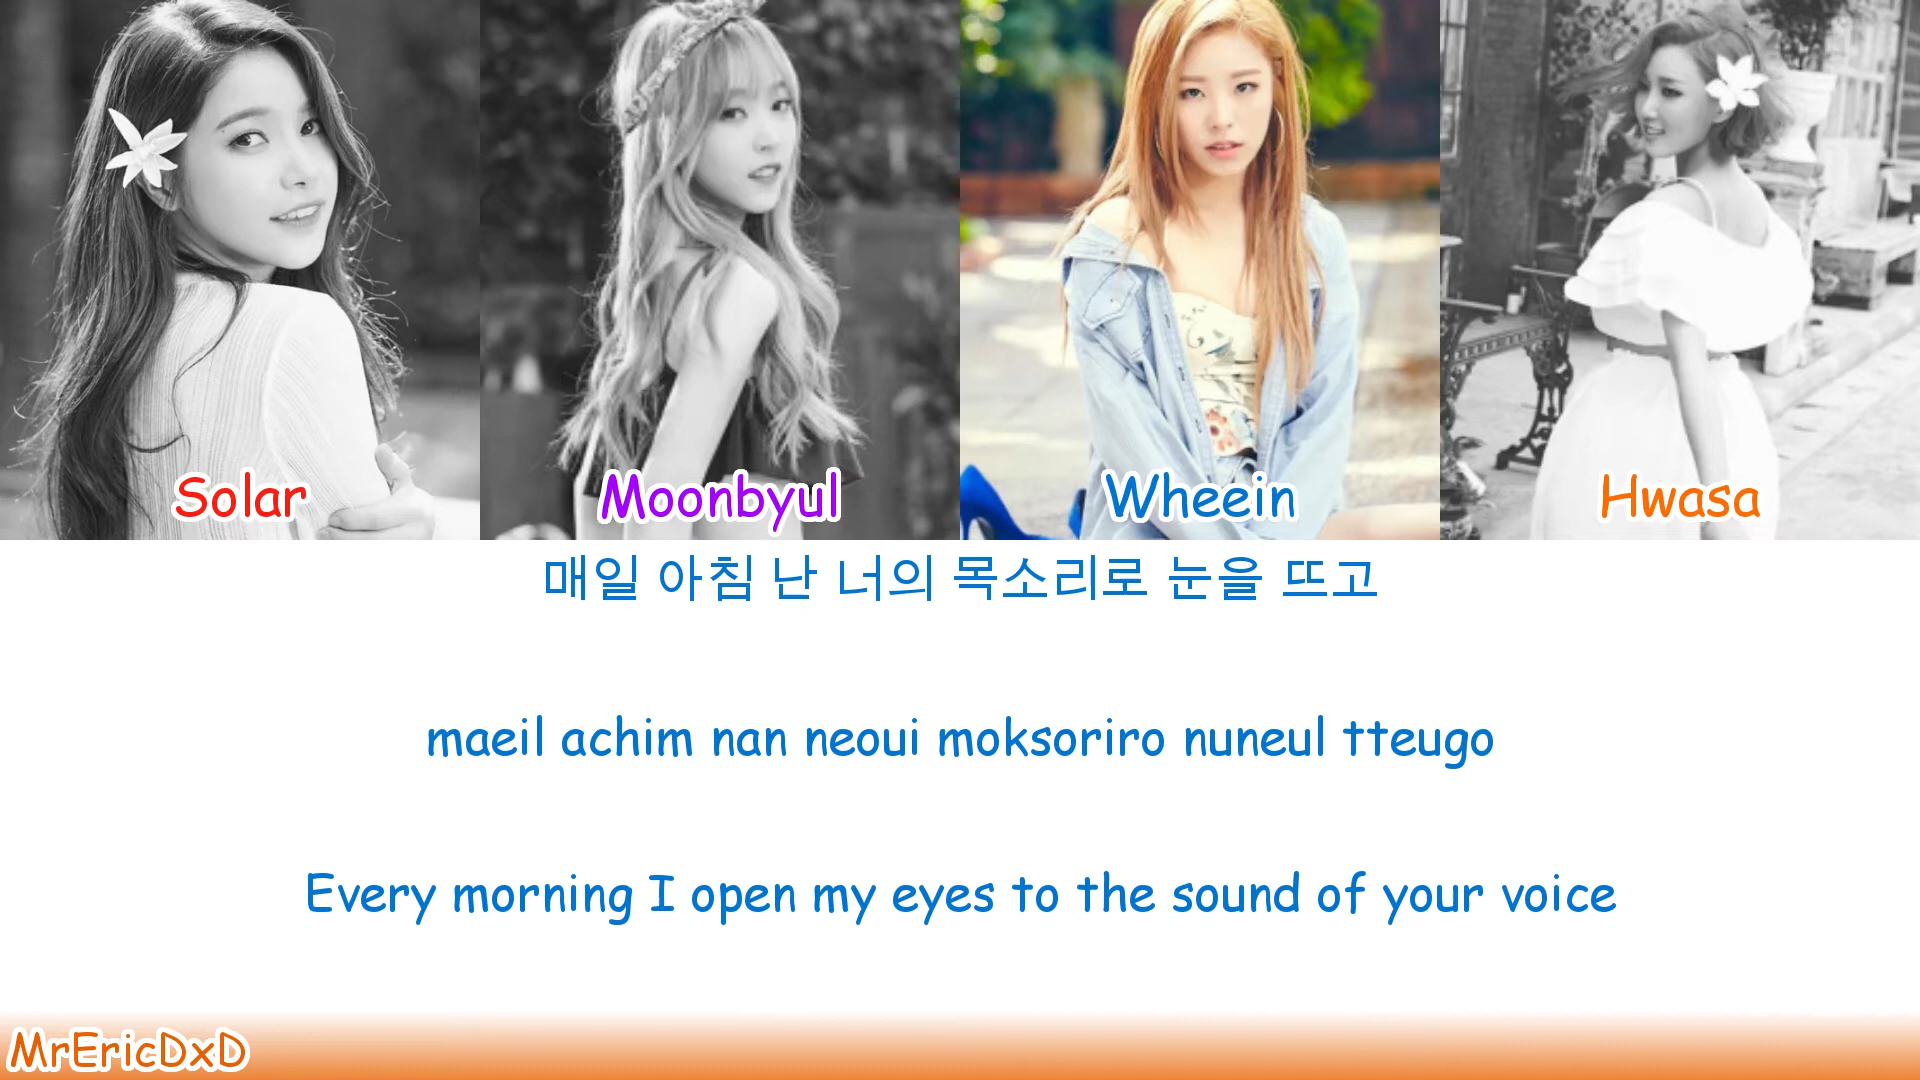 Solar
Moonbyul
Wheein
Hwasa
매일 아침 난 너의 목소리로 눈을 뜨고
maeil achim nan neoui moksoriro nuneul tteugo
Every morning I open my eyes to the sound of your voice
MrEricDxD